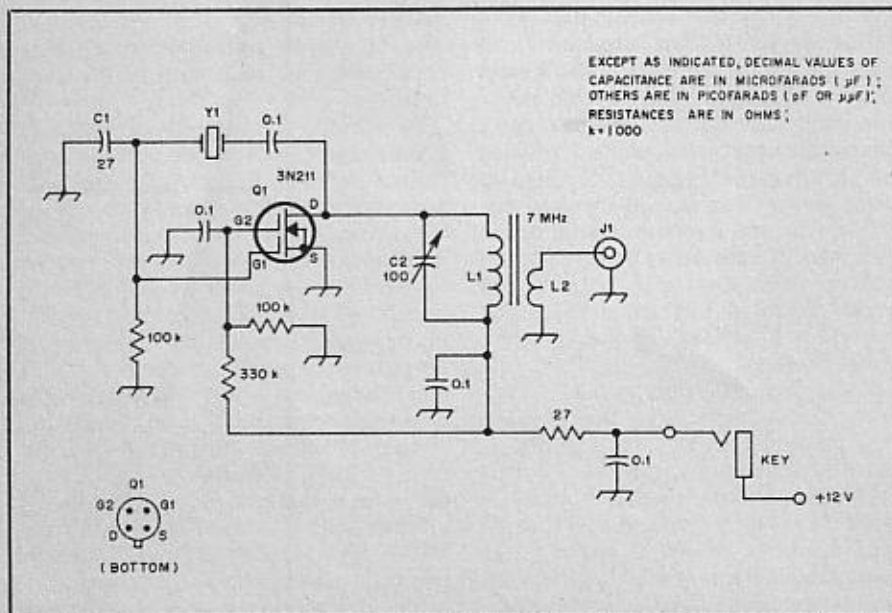 EXCEPT AS INDICATED, DECIMAL VALUES OF
CAPACITANCE ARE IN MICROFARADS ( µF ) ;
OTHERS ARE IN PICOFARADS ( pF OR µµF);
RESISTANCES ARE IN OHMS;
k=1000
C1
27
Y1
0.1
3N211
Q1
0.1
G2
D
G1
S
7 MHz
J1
C2
100
L1
L2
100 k
100 k
330 k
0.1
27
0.1
KEY
+12 V
Q1
G2
G1
D
S
(BOTTOM)